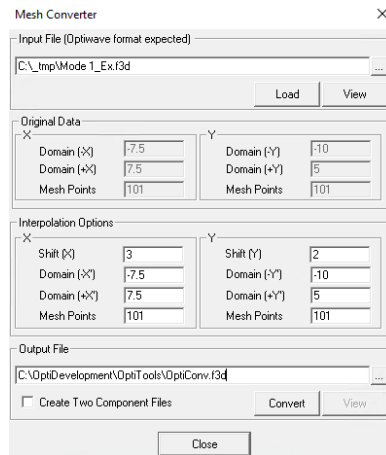 Mesh Converter
Input File (Optiwave format expected)
C:\_tmp\Mode 1_Ex.f3d
...
Load View
Original Data
X Y
Domain (-X) -7.5 Domain (-Y) -10
Domain (+X) 7.5 Domain (+Y) 5
Mesh Points 101 Mesh Points 101
Interpolation Options
X Y
Shift (X) 3 Shift (Y) 2
Domain (-X') -7.5 Domain (-Y') -10
Domain (+X') 7.5 Domain (+Y') 5
Mesh Points 101 Mesh Points 101
Output File
C:\OptiDevelopment\OptiTools\OptiConv.f3d
...
Create Two Component Files Convert View
Close